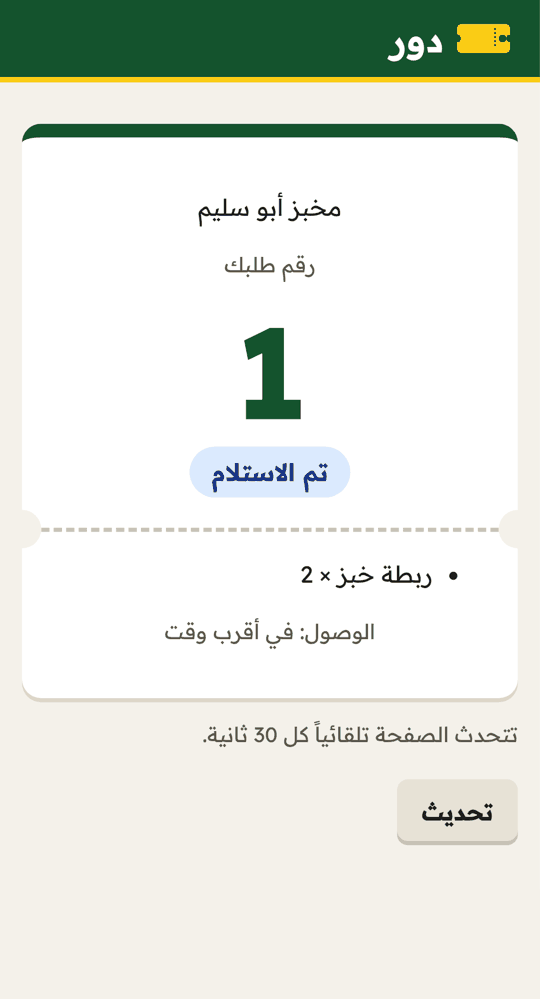 دور
مخبز أبو سليم
رقم طلبك
1
تم الاستلام
• ربطة خبز × 2
الوصول: في أقرب وقت
تتحدث الصفحة تلقائياً كل 30 ثانية.
تحديث